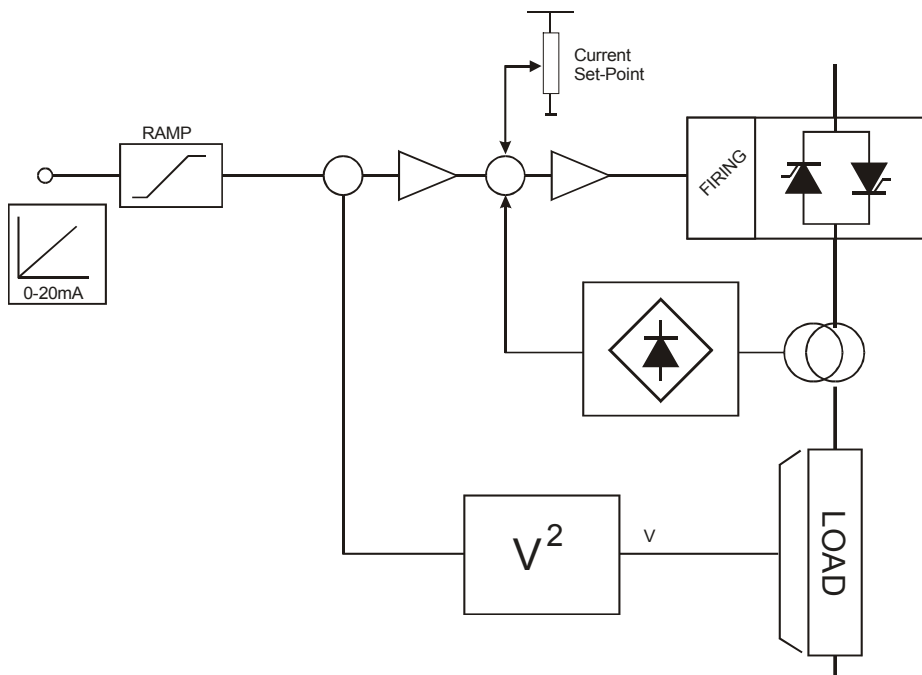 Current
Set-Point
RAMP
FIRING
0-20mA
V²
V
LOAD